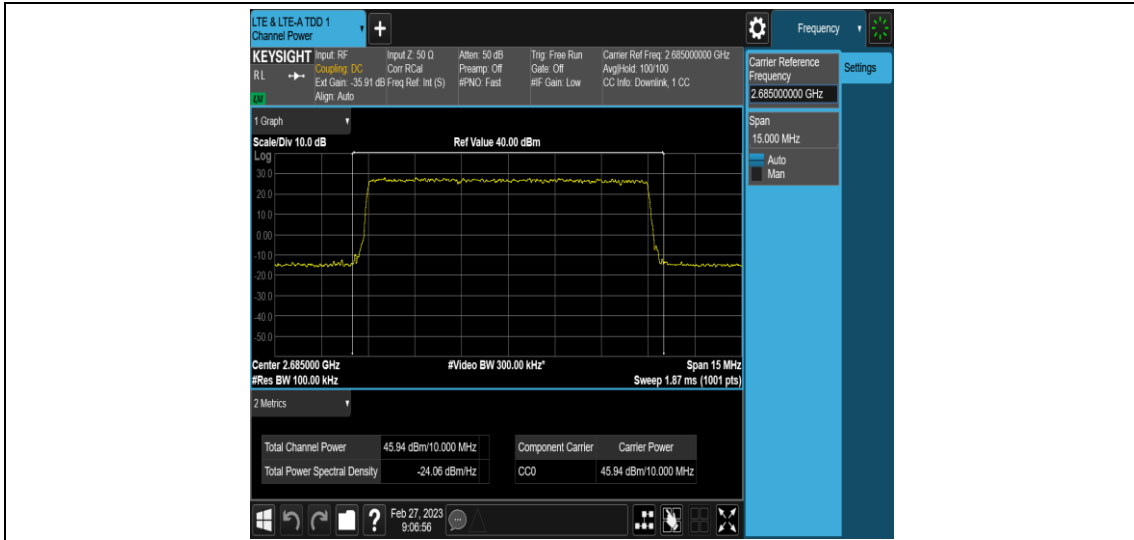 LTE & LTE-A TDD 1
Channel Power
+
Frequency
KEYSIGHT
R L
LXI
Input: RF
Coupling: DC
Ext Gain: -35.91 dB
Align: Auto
Input Z: 50 Ω
Corr RCal
Freq Ref: Int (S)
Atten: 50 dB
Preamp: Off
#PNO: Fast
Trig: Free Run
Gate: Off
#IF Gain: Low
Carrier Ref Freq: 2.685000000 GHz
Avg|Hold: 100/100
CC Info: Downlink, 1 CC
Carrier Reference
Frequency
2.685000000 GHz
Settings
Span
15.000 MHz
Auto
Man
1 Graph
Scale/Div 10.0 dB
Ref Value 40.00 dBm
Log
30.0
20.0
10.0
0.00
-10.0
-20.0
-30.0
-40.0
-50.0
Center 2.685000 GHz
#Video BW 300.00 kHz*
Span 15 MHz
#Res BW 100.00 kHz
Sweep 1.87 ms (1001 pts)
2 Metrics
Total Channel Power 45.94 dBm/10.000 MHz
Total Power Spectral Density -24.06 dBm/Hz
Component Carrier Carrier Power
CC0 45.94 dBm/10.000 MHz
?
Feb 27, 2023
9:06:56